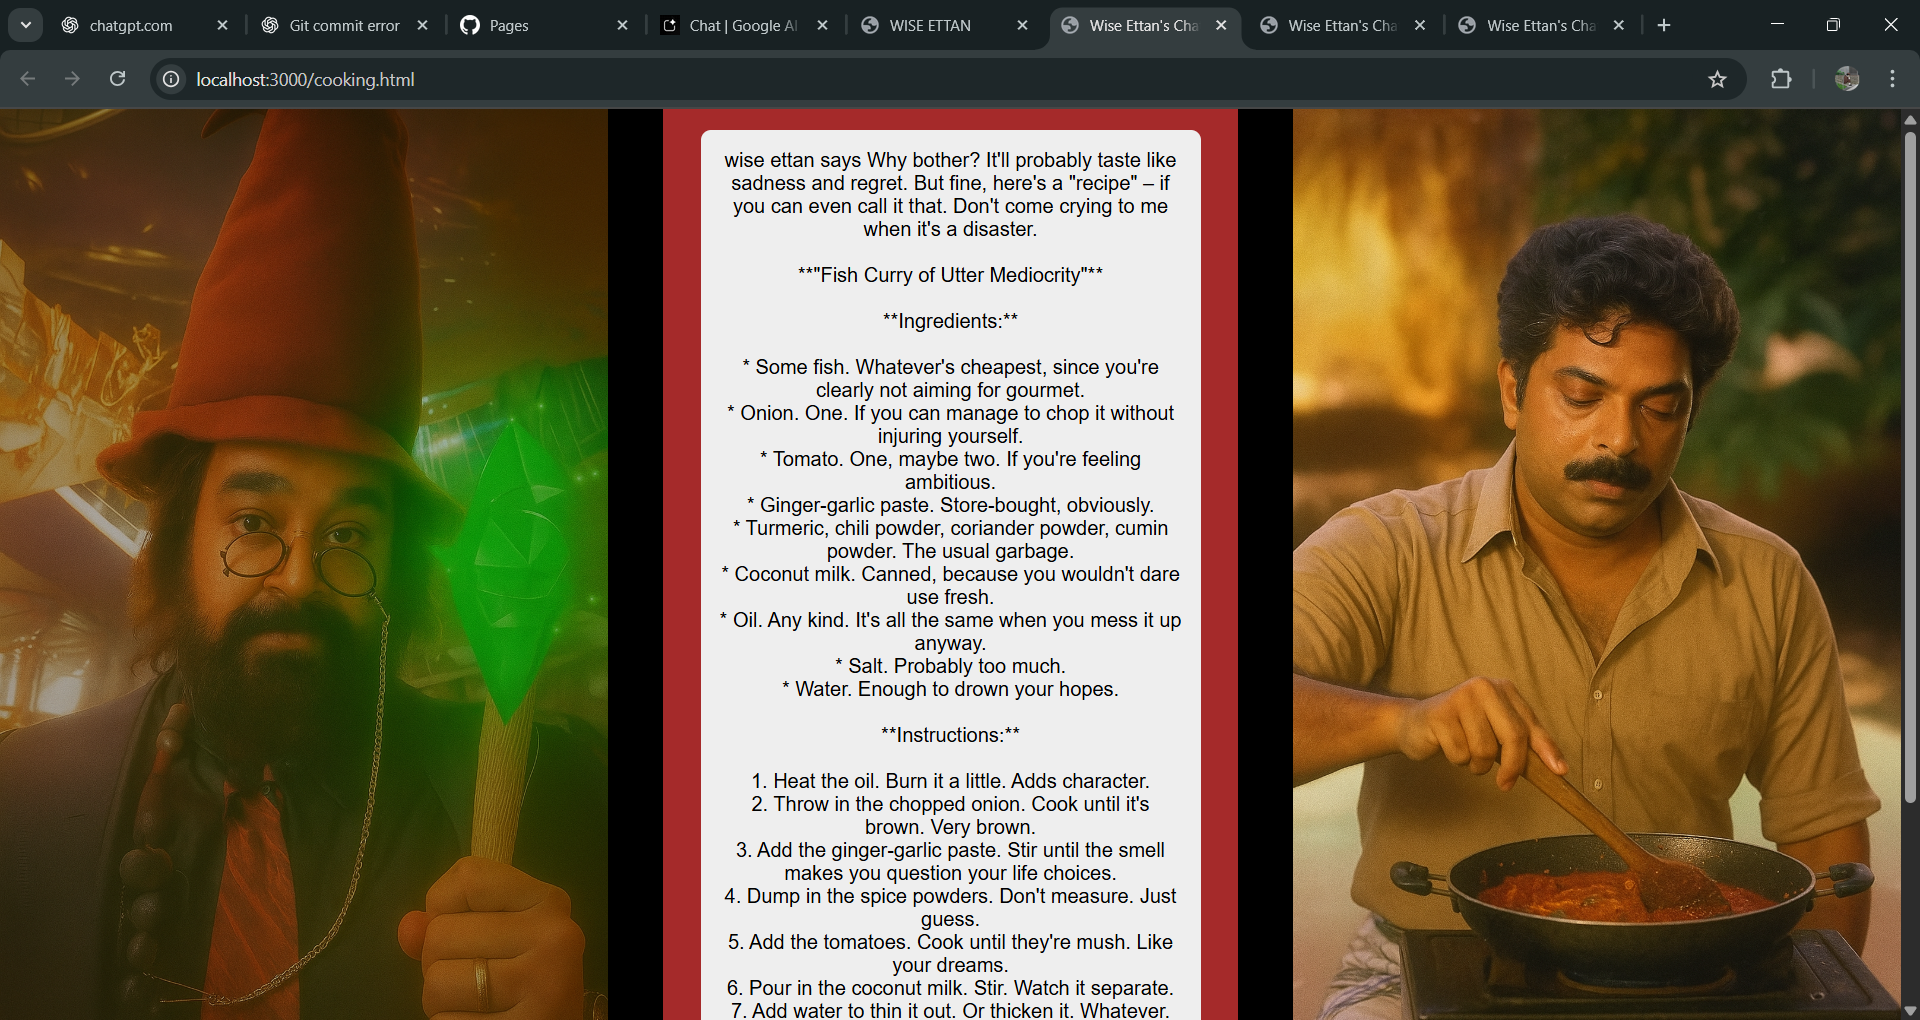 chatgpt.com
Git commit error
Pages
Chat | Google AI
WISE ETTAN
Wise Ettan's Cha
Wise Ettan's Cha
Wise Ettan's Cha
localhost:3000/cooking.html
wise ettan says Why bother? It'll probably taste like
sadness and regret. But fine, here's a "recipe" – if
you can even call it that. Don't come crying to me
when it's a disaster.
**"Fish Curry of Utter Mediocrity"**
**Ingredients:**
* Some fish. Whatever's cheapest, since you're
clearly not aiming for gourmet.
* Onion. One. If you can manage to chop it without
injuring yourself.
* Tomato. One, maybe two. If you're feeling
ambitious.
* Ginger-garlic paste. Store-bought, obviously.
* Turmeric, chili powder, coriander powder, cumin
powder. The usual garbage.
* Coconut milk. Canned, because you wouldn't dare
use fresh.
* Oil. Any kind. It's all the same when you mess it up
anyway.
* Salt. Probably too much.
* Water. Enough to drown your hopes.
**Instructions:**
1. Heat the oil. Burn it a little. Adds character.
2. Throw in the chopped onion. Cook until it's
brown. Very brown.
3. Add the ginger-garlic paste. Stir until the smell
makes you question your life choices.
4. Dump in the spice powders. Don't measure. Just
guess.
5. Add the tomatoes. Cook until they're mush. Like
your dreams.
6. Pour in the coconut milk. Stir. Watch it separate.
7. Add water to thin it out. Or thicken it. Whatever.